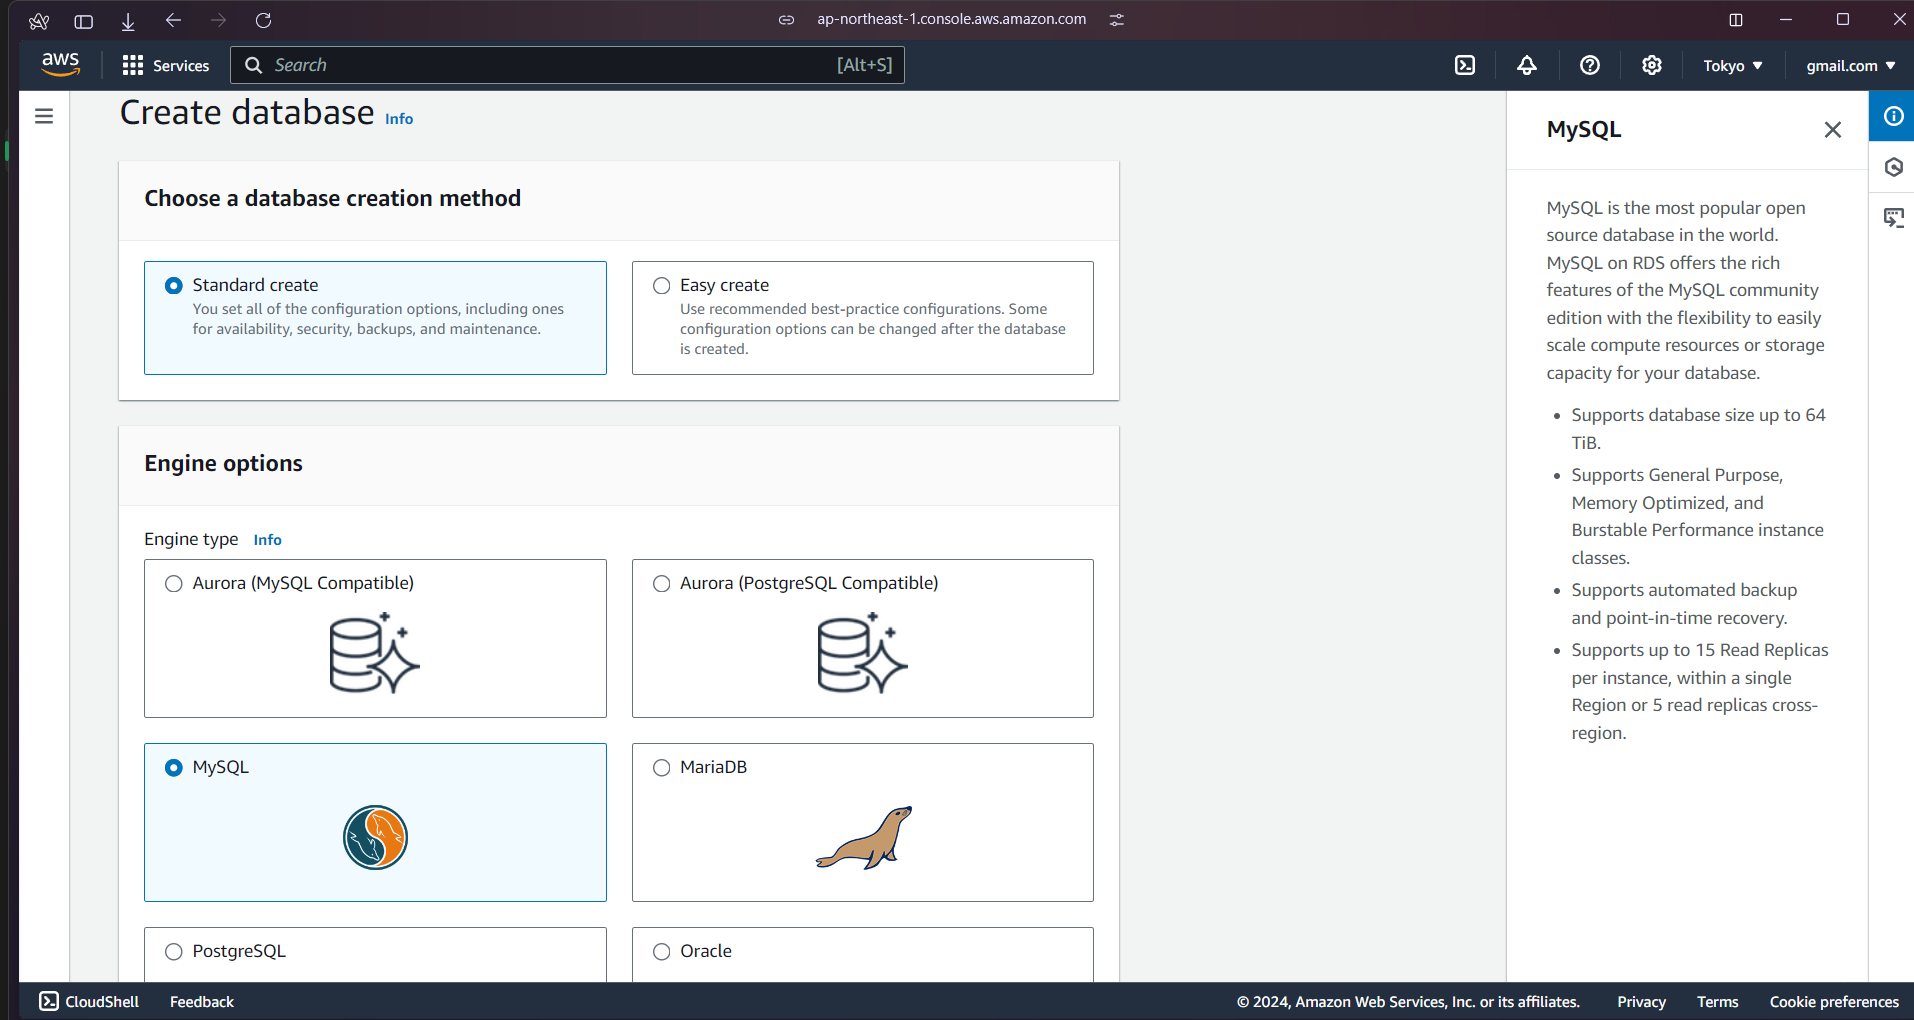 ap-northeast-1.console.aws.amazon.com
aws
Services
Search
[Alt+S]
Tokyo
gmail.com
Create database
Info
Choose a database creation method
Standard create
You set all of the configuration options, including ones
for availability, security, backups, and maintenance.
Easy create
Use recommended best-practice configurations. Some
configuration options can be changed after the database
is created.
Engine options
Engine type
Info
Aurora (MySQL Compatible)
Aurora (PostgreSQL Compatible)
MySQL
MariaDB
PostgreSQL
Oracle
MySQL
MySQL is the most popular open
source database in the world.
MySQL on RDS offers the rich
features of the MySQL community
edition with the flexibility to easily
scale compute resources or storage
capacity for your database.
Supports database size up to 64
TiB.
Supports General Purpose,
Memory Optimized, and
Burstable Performance instance
classes.
Supports automated backup
and point-in-time recovery.
Supports up to 15 Read Replicas
per instance, within a single
Region or 5 read replicas cross-
region.
CloudShell
Feedback
© 2024, Amazon Web Services, Inc. or its affiliates.
Privacy
Terms
Cookie preferences